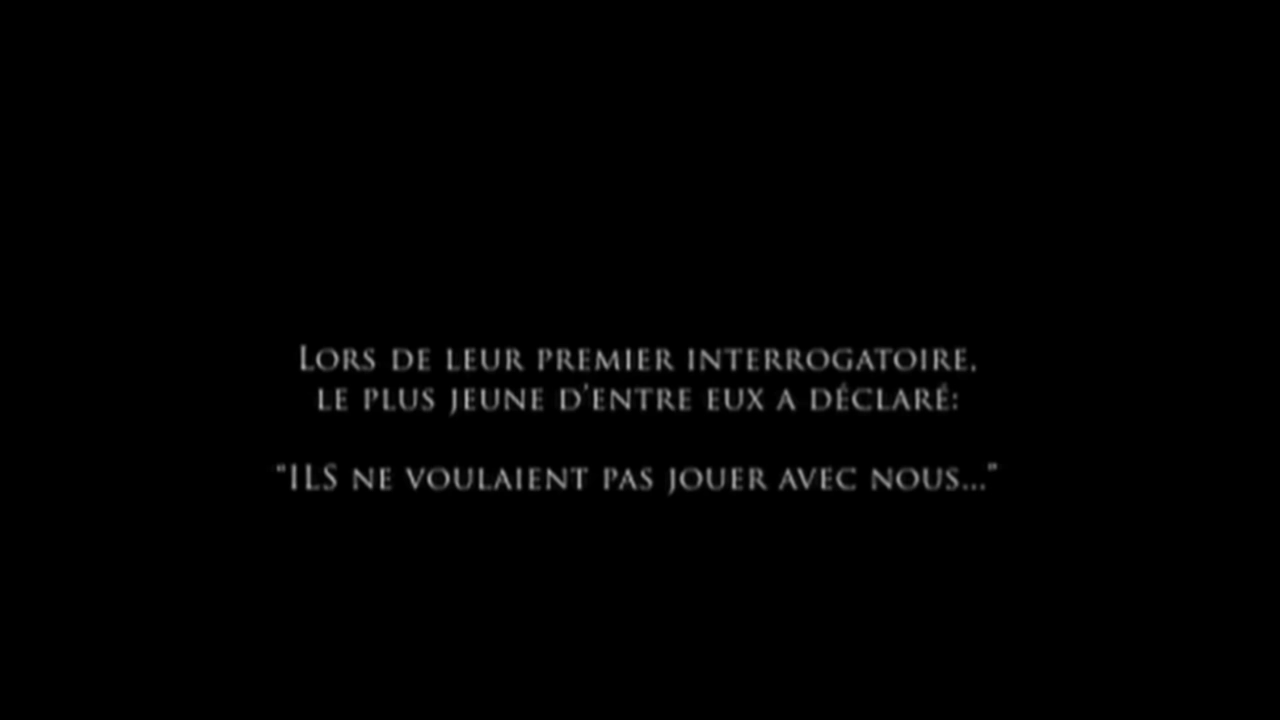 Lors de leur premier interrogatoire,
le plus jeune d'entre eux a déclaré:
"ILS ne voulaient pas jouer avec nous..."